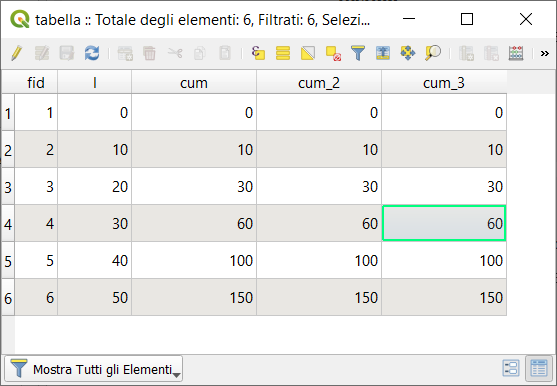 tabella :: Totale degli elementi: 6, Filtrati: 6, Selezi...
fid l cum cum_2 cum_3
1 1 0 0 0 0
2 2 10 10 10 10
3 3 20 30 30 30
4 4 30 60 60 60
5 5 40 100 100 100
6 6 50 150 150 150
Mostra Tutti gli Elementi